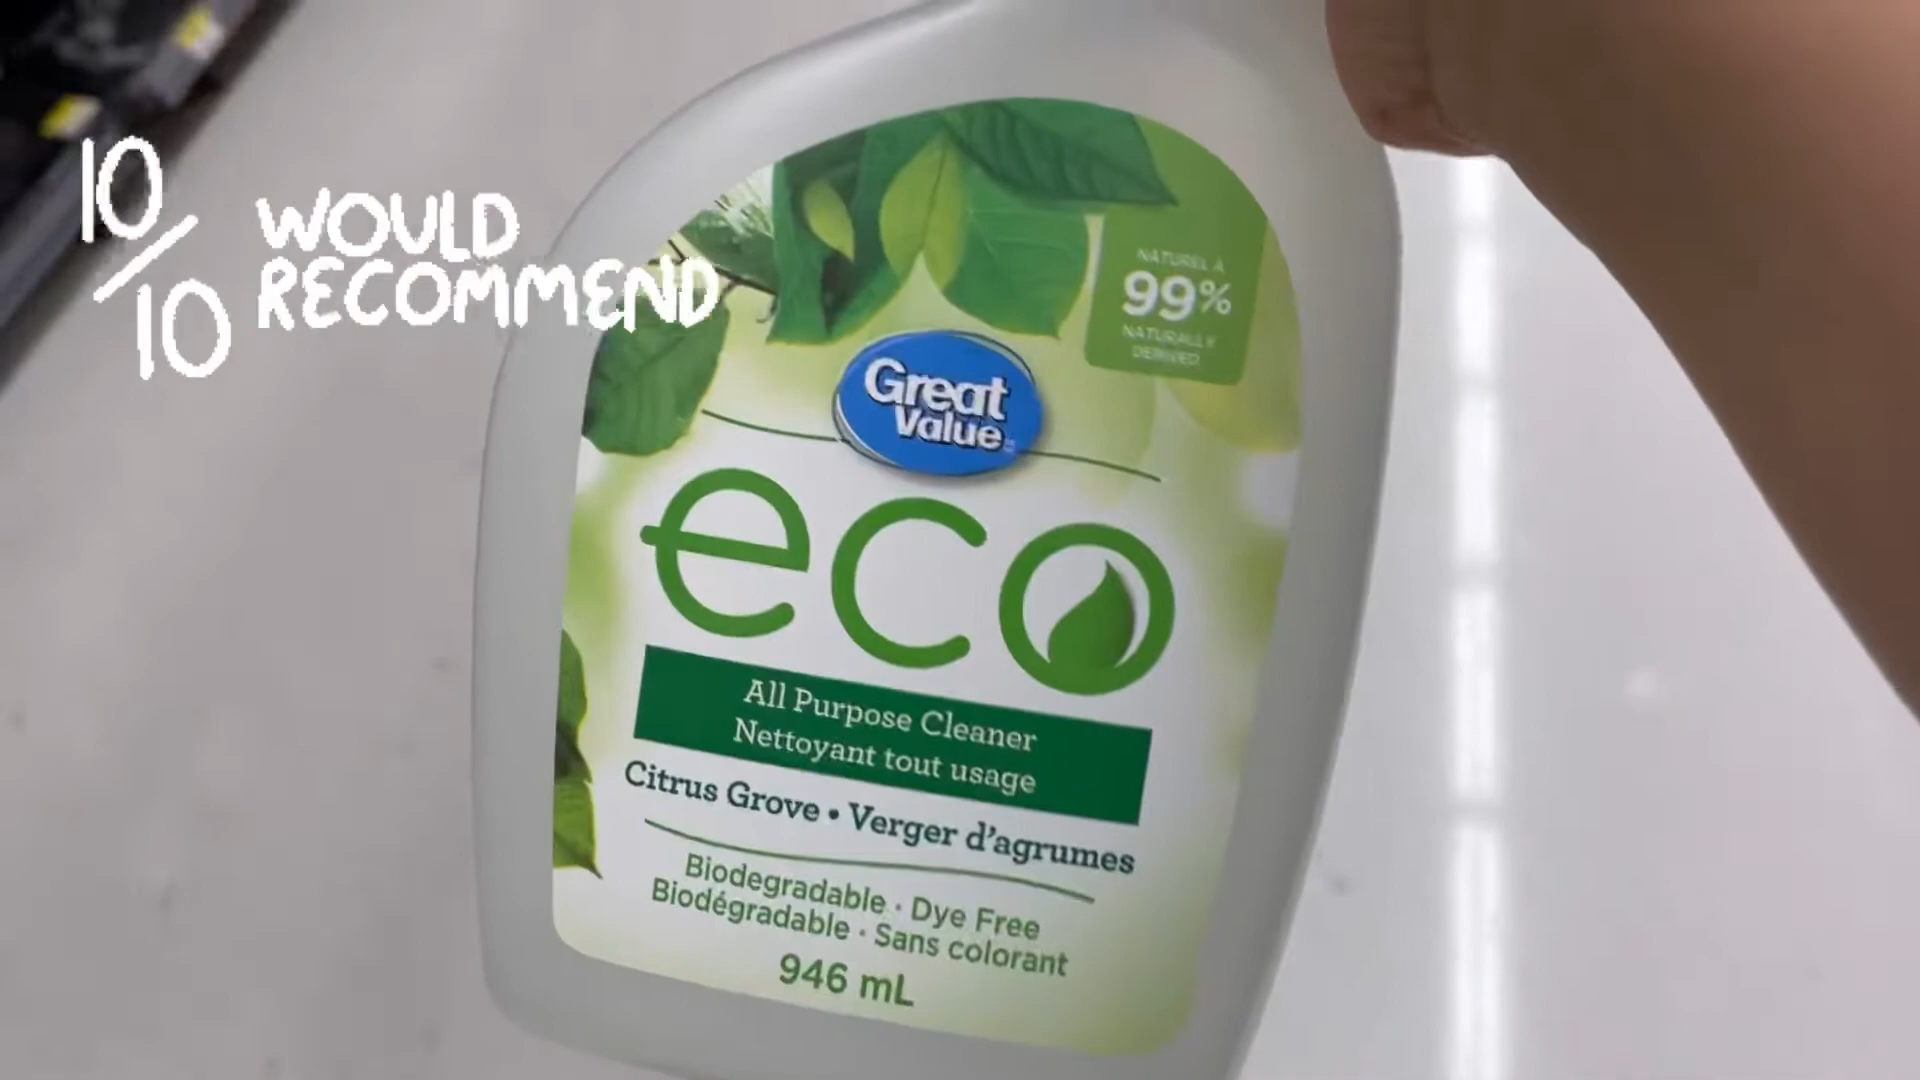 10/10
WOULD
RECOMMEND
NATUREL À
99%
NATURALLY
DERIVED
Great
Value
eco
All Purpose Cleaner
Nettoyant tout usage
Citrus Grove • Verger d'agrumes
Biodegradable · Dye Free
Biodégradable · Sans colorant
946 mL